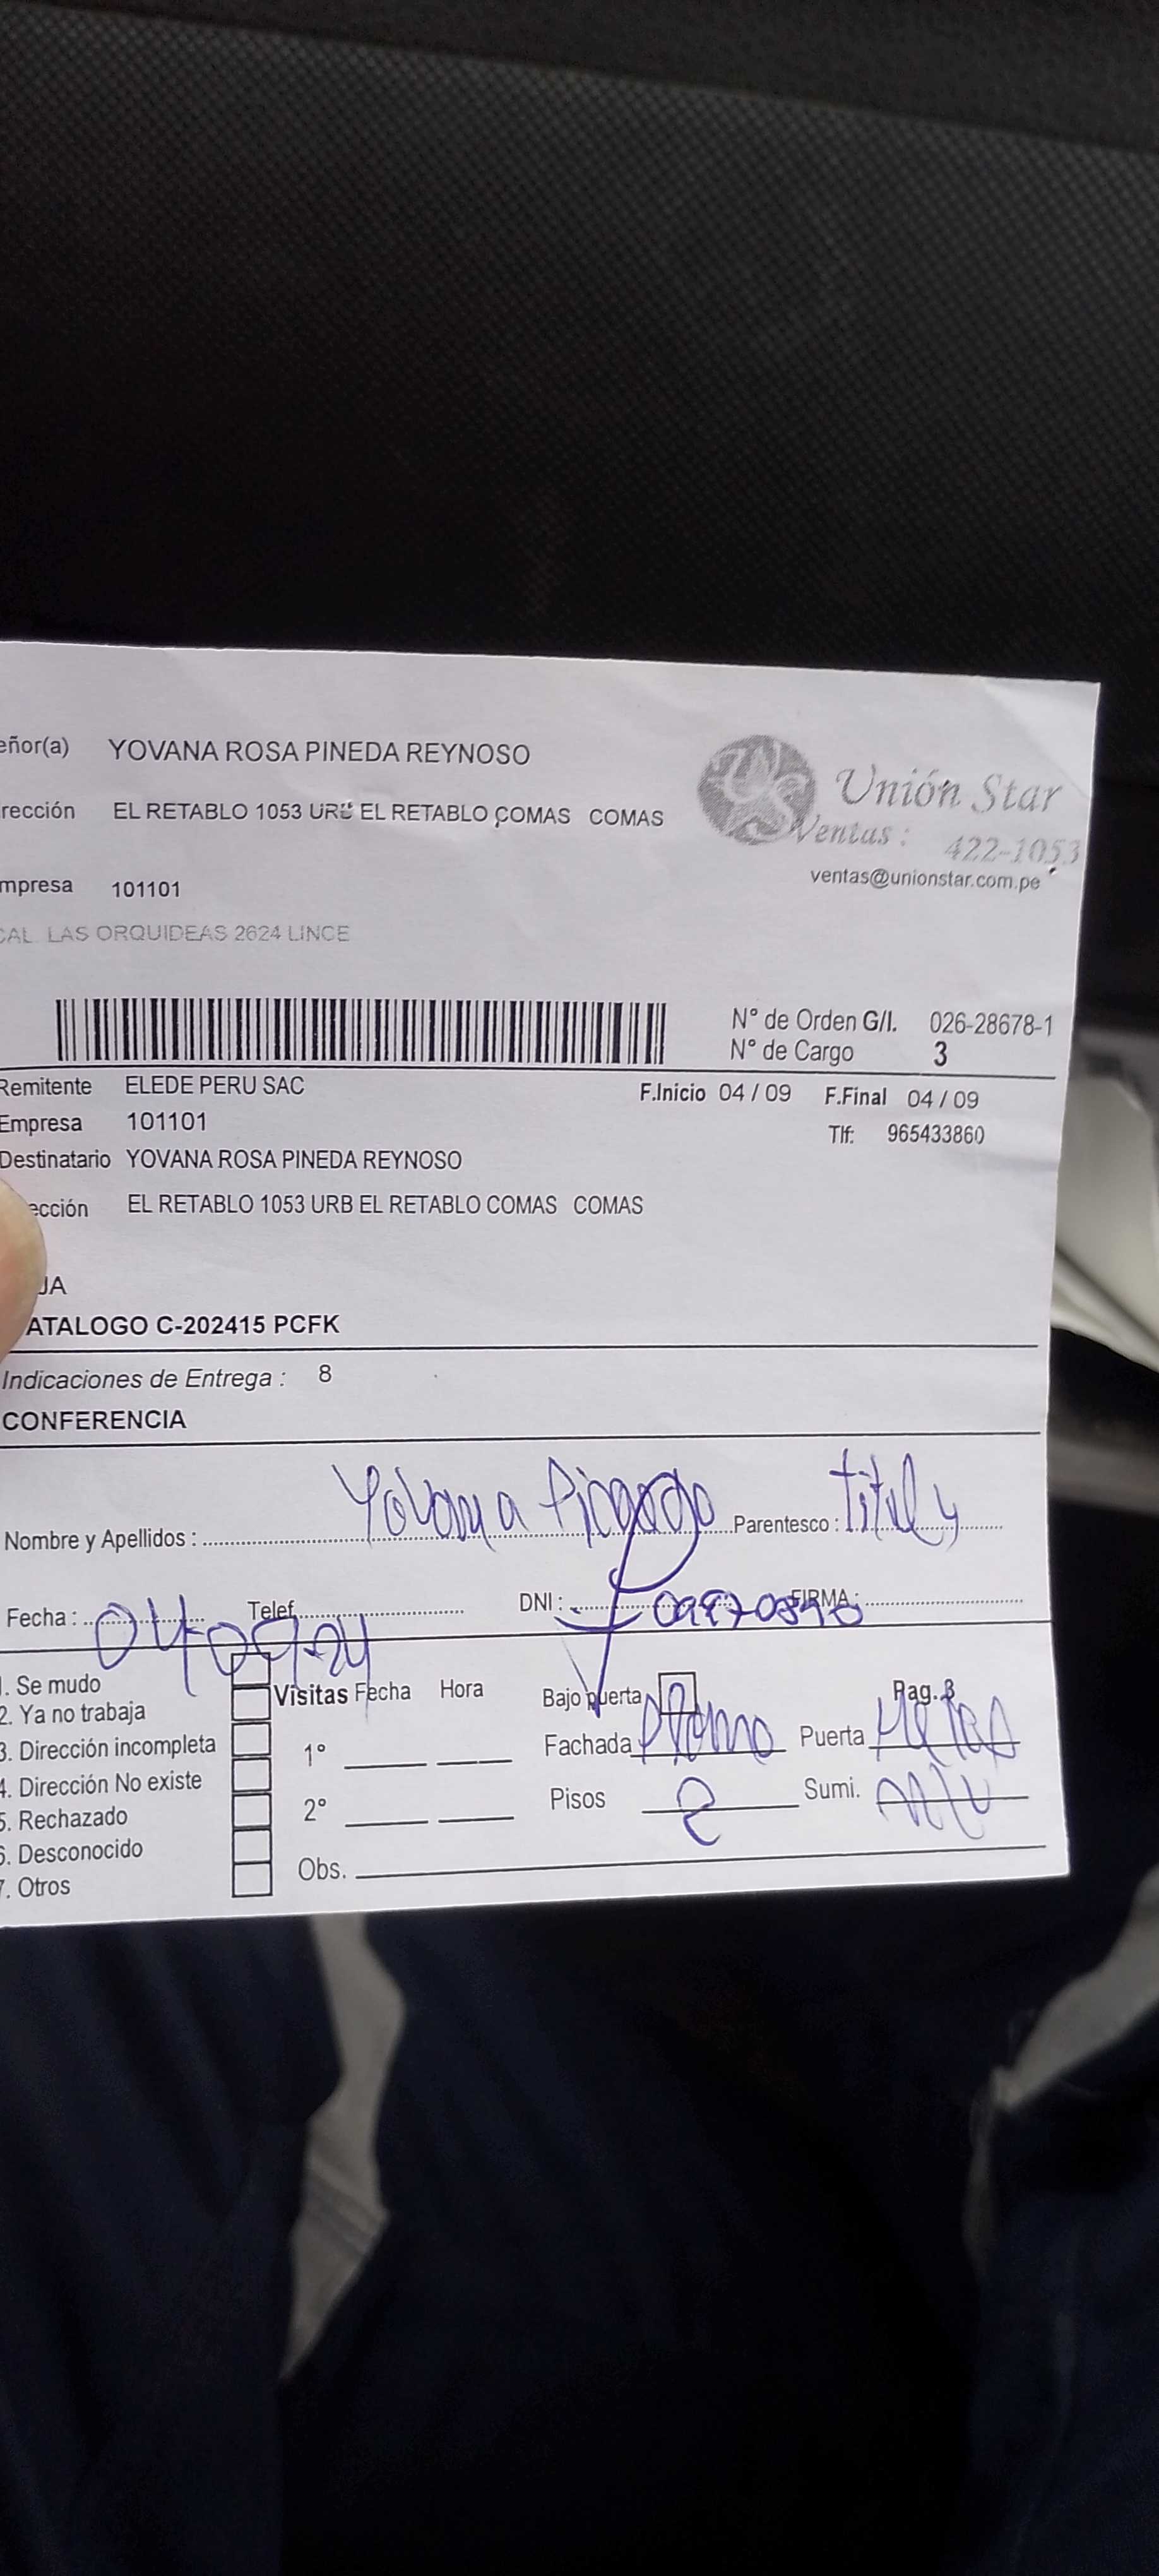 eñor(a) YOVANA ROSA PINEDA REYNOSO
rección EL RETABLO 1053 URB EL RETABLO COMAS COMAS
Unión Star
Ventas : 422-1053
ventas@unionstar.com.pe
mpresa 101101
CAL. LAS ORQUIDEAS 2624 LINCE
N° de Orden G/I. 026-28678-1
N° de Cargo 3
Remitente ELEDE PERU SAC
F.Inicio 04 / 09 F.Final 04 / 09
Empresa 101101
Tlf: 965433860
Destinatario YOVANA ROSA PINEDA REYNOSO
ección EL RETABLO 1053 URB EL RETABLO COMAS COMAS
JA
ATALOGO C-202415 PCFK
Indicaciones de Entrega : 8
CONFERENCIA
Nombre y Apellidos : Yovana Parentesco :
Fecha : 04-09-24 Telef. DNI : FIRMA :
1. Se mudo
2. Ya no trabaja
3. Dirección incompleta
4. Dirección No existe
5. Rechazado
6. Desconocido
7. Otros
Visitas Fecha Hora
1°
2°
Obs.
Bajo puerta Pag. 3
Fachada Plomo Puerta Metal
Pisos 2 Sumi.